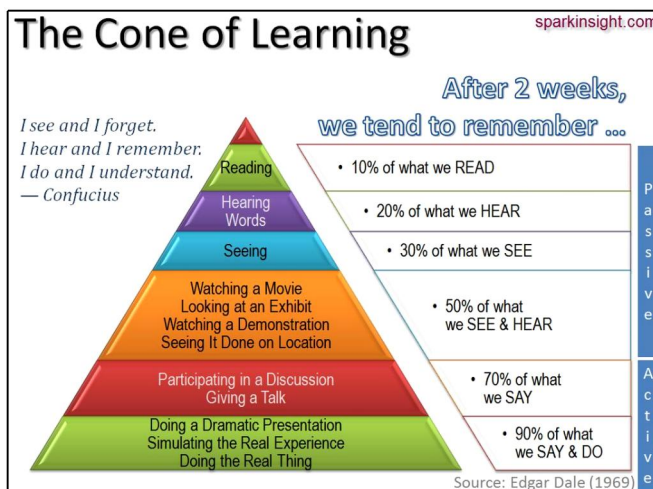 The Cone of Learning
sparkinsight.com
I see and I forget.
I hear and I remember.
I do and I understand.
— Confucius
After 2 weeks,
we tend to remember ...
Reading
Hearing
Words
Seeing
Watching a Movie
Looking at an Exhibit
Watching a Demonstration
Seeing It Done on Location
Participating in a Discussion
Giving a Talk
Doing a Dramatic Presentation
Simulating the Real Experience
Doing the Real Thing
• 10% of what we READ
• 20% of what we HEAR
• 30% of what we SEE
• 50% of what
we SEE & HEAR
• 70% of what
we SAY
• 90% of what
we SAY & DO
Passive
Active
Source: Edgar Dale (1969)